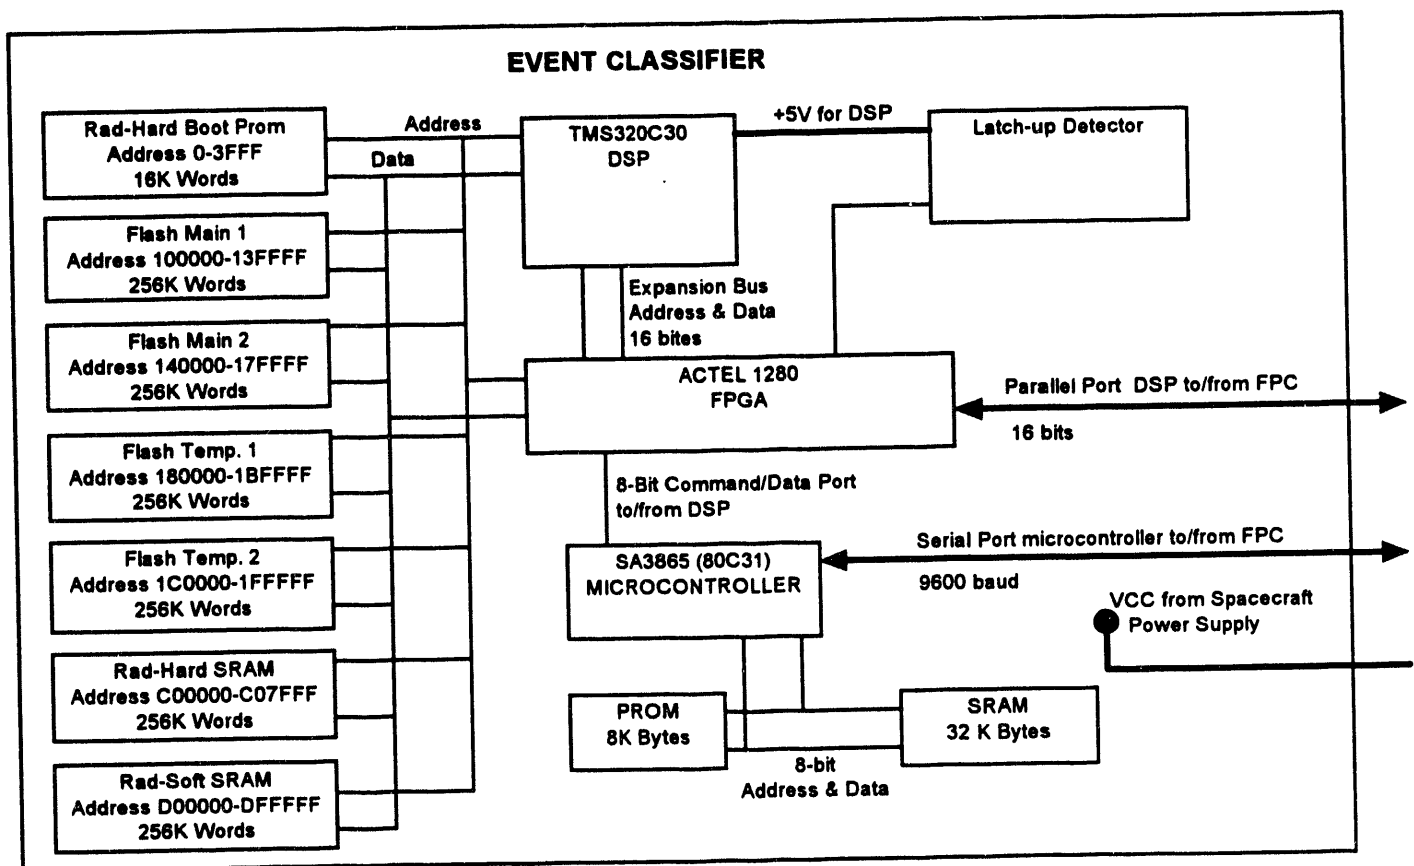 EVENT CLASSIFIER
Rad-Hard Boot Prom
Address 0-3FFF
16K Words
Address
Data
TMS320C30
DSP
+5V for DSP
Latch-up Detector
Flash Main 1
Address 100000-13FFFF
256K Words
Expansion Bus
Address & Data
16 bites
Flash Main 2
Address 140000-17FFFF
256K Words
ACTEL 1280
FPGA
Parallel Port DSP to/from FPC
16 bits
Flash Temp. 1
Address 180000-1BFFFF
256K Words
8-Bit Command/Data Port
to/from DSP
Flash Temp. 2
Address 1C0000-1FFFFF
256K Words
SA3865 (80C31)
MICROCONTROLLER
Serial Port microcontroller to/from FPC
9600 baud
VCC from Spacecraft
Power Supply
Rad-Hard SRAM
Address C00000-C07FFF
256K Words
PROM
8K Bytes
SRAM
32 K Bytes
8-bit
Address & Data
Rad-Soft SRAM
Address D00000-DFFFFF
256K Words